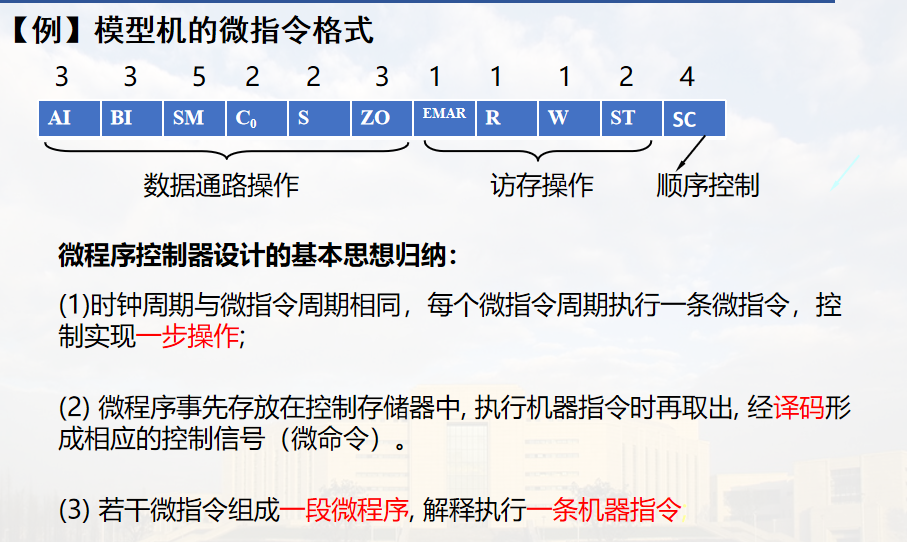 【例】模型机的微指令格式
3 3 5 2 2 3 1 1 1 2 4
AI BI SM C₀ S ZO EMAR R W ST SC
数据通路操作 访存操作 顺序控制
微程序控制器设计的基本思想归纳：
(1)时钟周期与微指令周期相同，每个微指令周期执行一条微指令，控
制实现一步操作;
(2) 微程序事先存放在控制存储器中, 执行机器指令时再取出, 经译码形
成相应的控制信号（微命令）。
(3) 若干微指令组成一段微程序, 解释执行一条机器指令